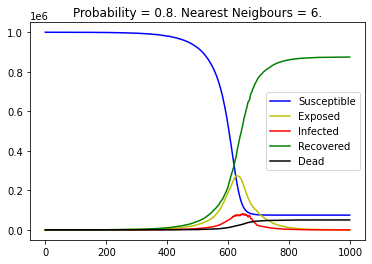 Probability = 0.8. Nearest Neigbours = 6.
1e6
1.0
0.8
0.6
0.4
0.2
0.0
Susceptible
Exposed
Infected
Recovered
Dead
0 200 400 600 800 1000